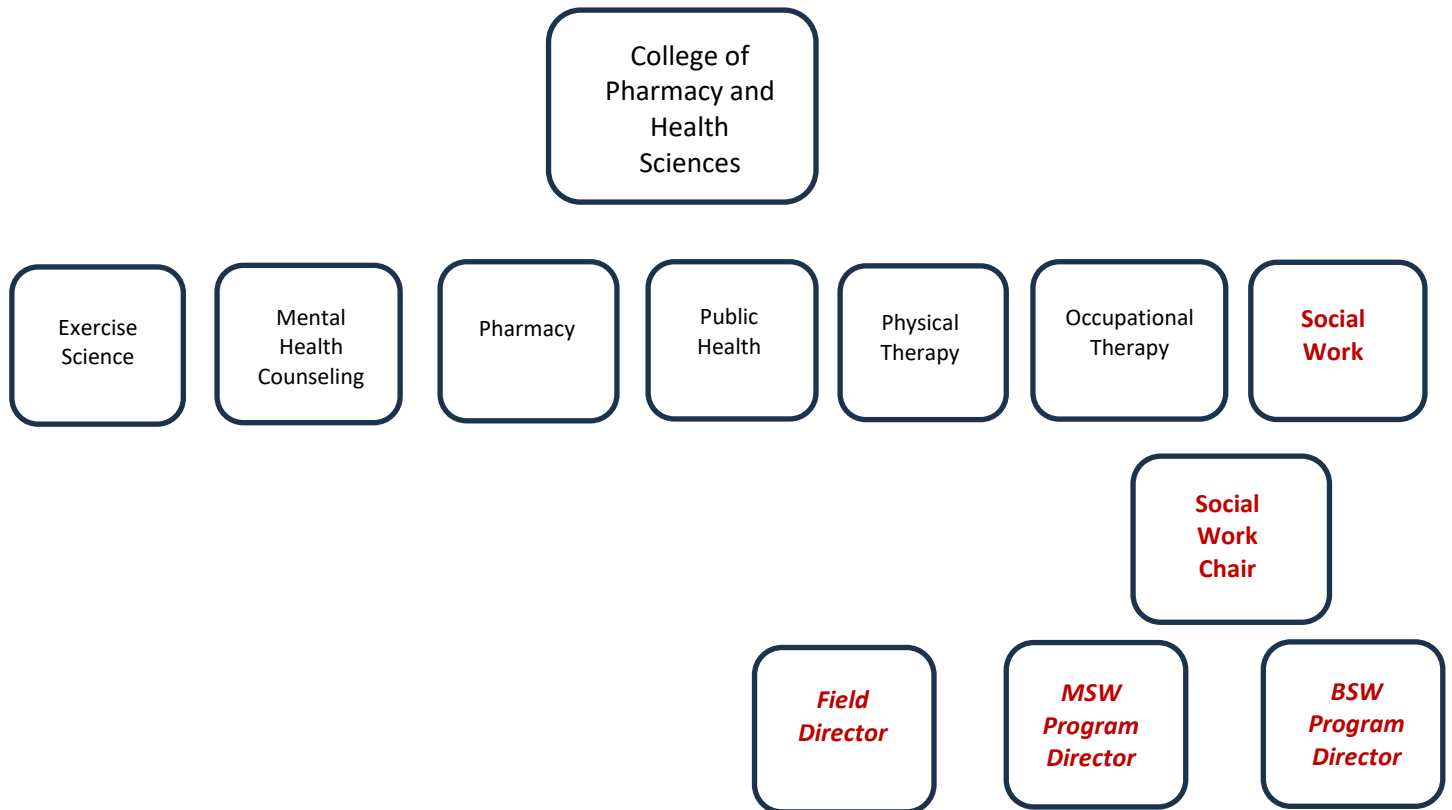 College of
Pharmacy and
Health
Sciences
Exercise
Science
Mental
Health
Counseling
Pharmacy
Public
Health
Physical
Therapy
Occupational
Therapy
Social
Work
Social
Work
Chair
Field
Director
MSW
Program
Director
BSW
Program
Director